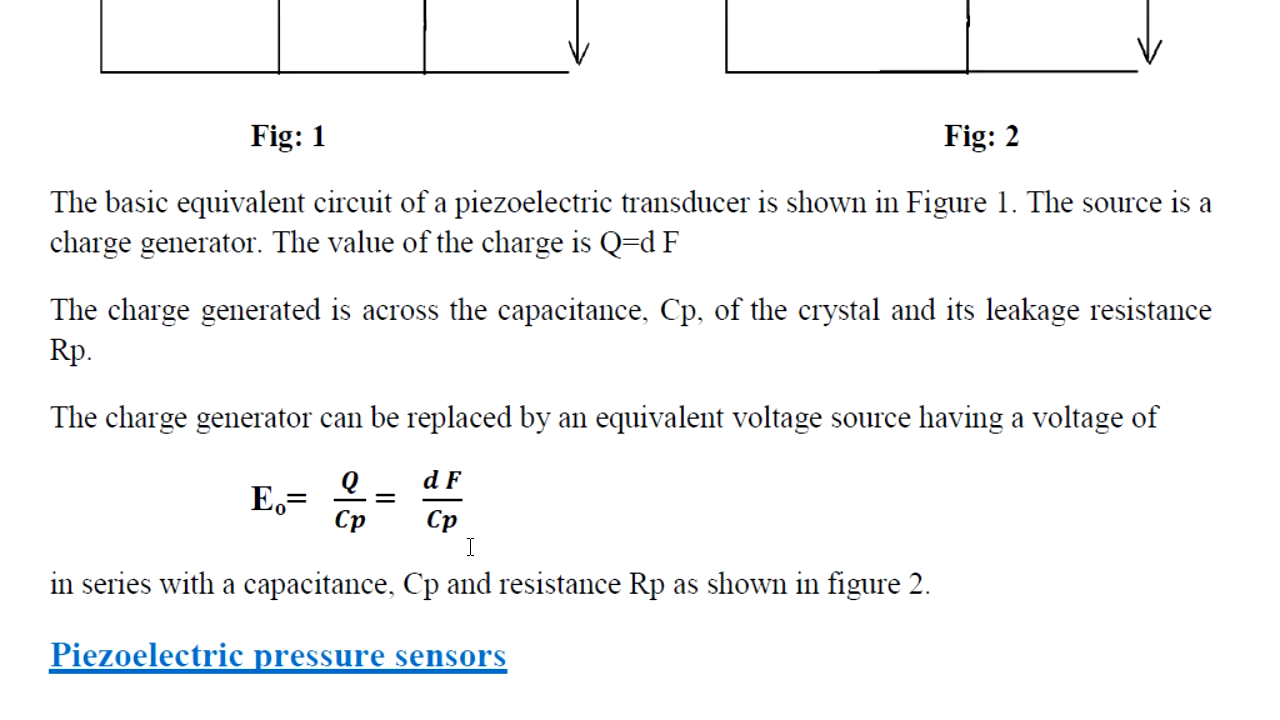 Fig: 1
Fig: 2
The basic equivalent circuit of a piezoelectric transducer is shown in Figure 1. The source is a
charge generator. The value of the charge is Q=d F
The charge generated is across the capacitance, Cp, of the crystal and its leakage resistance
Rp.
The charge generator can be replaced by an equivalent voltage source having a voltage of
Eₒ= Q/Cp = d F/Cp
in series with a capacitance, Cp and resistance Rp as shown in figure 2.
Piezoelectric pressure sensors